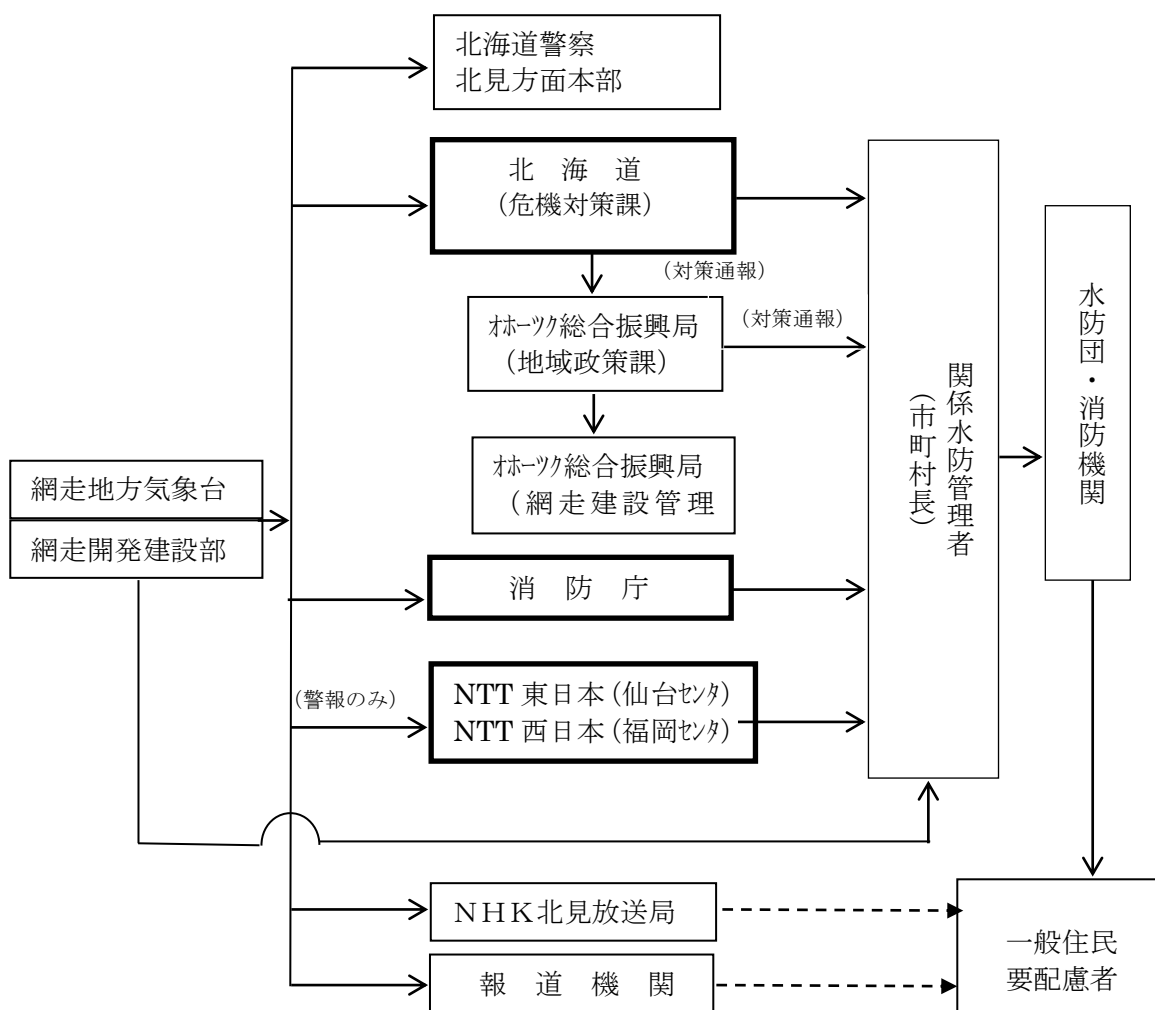 北海道警察
北見方面本部
北　海　道
(危機対策課)
(対策通報)
ｵﾎｰﾂｸ総合振興局
(地域政策課)
(対策通報)
ｵﾎｰﾂｸ総合振興局
(網走建設管理
網走地方気象台
網走開発建設部
消　防　庁
(警報のみ)
NTT 東日本(仙台ｾﾝﾀ)
NTT 西日本(福岡ｾﾝﾀ)
関係水防管理者
(市町村長)
水防団・消防機関
ＮＨＫ北見放送局
報　道　機　関
一般住民
要配慮者